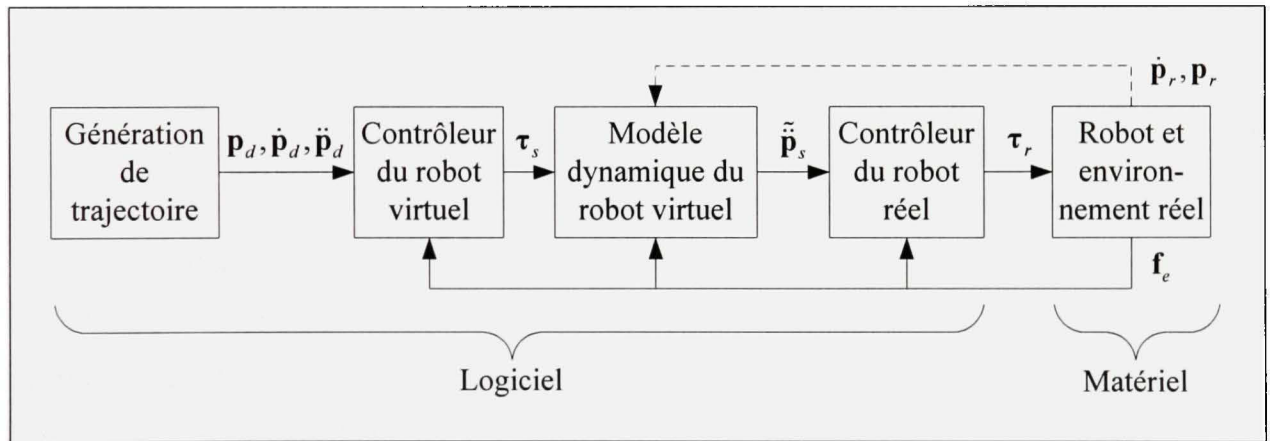 Génération
de
trajectoire
p_d, ṗ_d, p̈_d
Contrôleur
du robot
virtuel
τ_s
Modèle
dynamique du
robot virtuel
p̈̃_s
Contrôleur
du robot
réel
τ_r
ṗ_r, p_r
Robot et
environ-
nement réel
f_e
Logiciel
Matériel